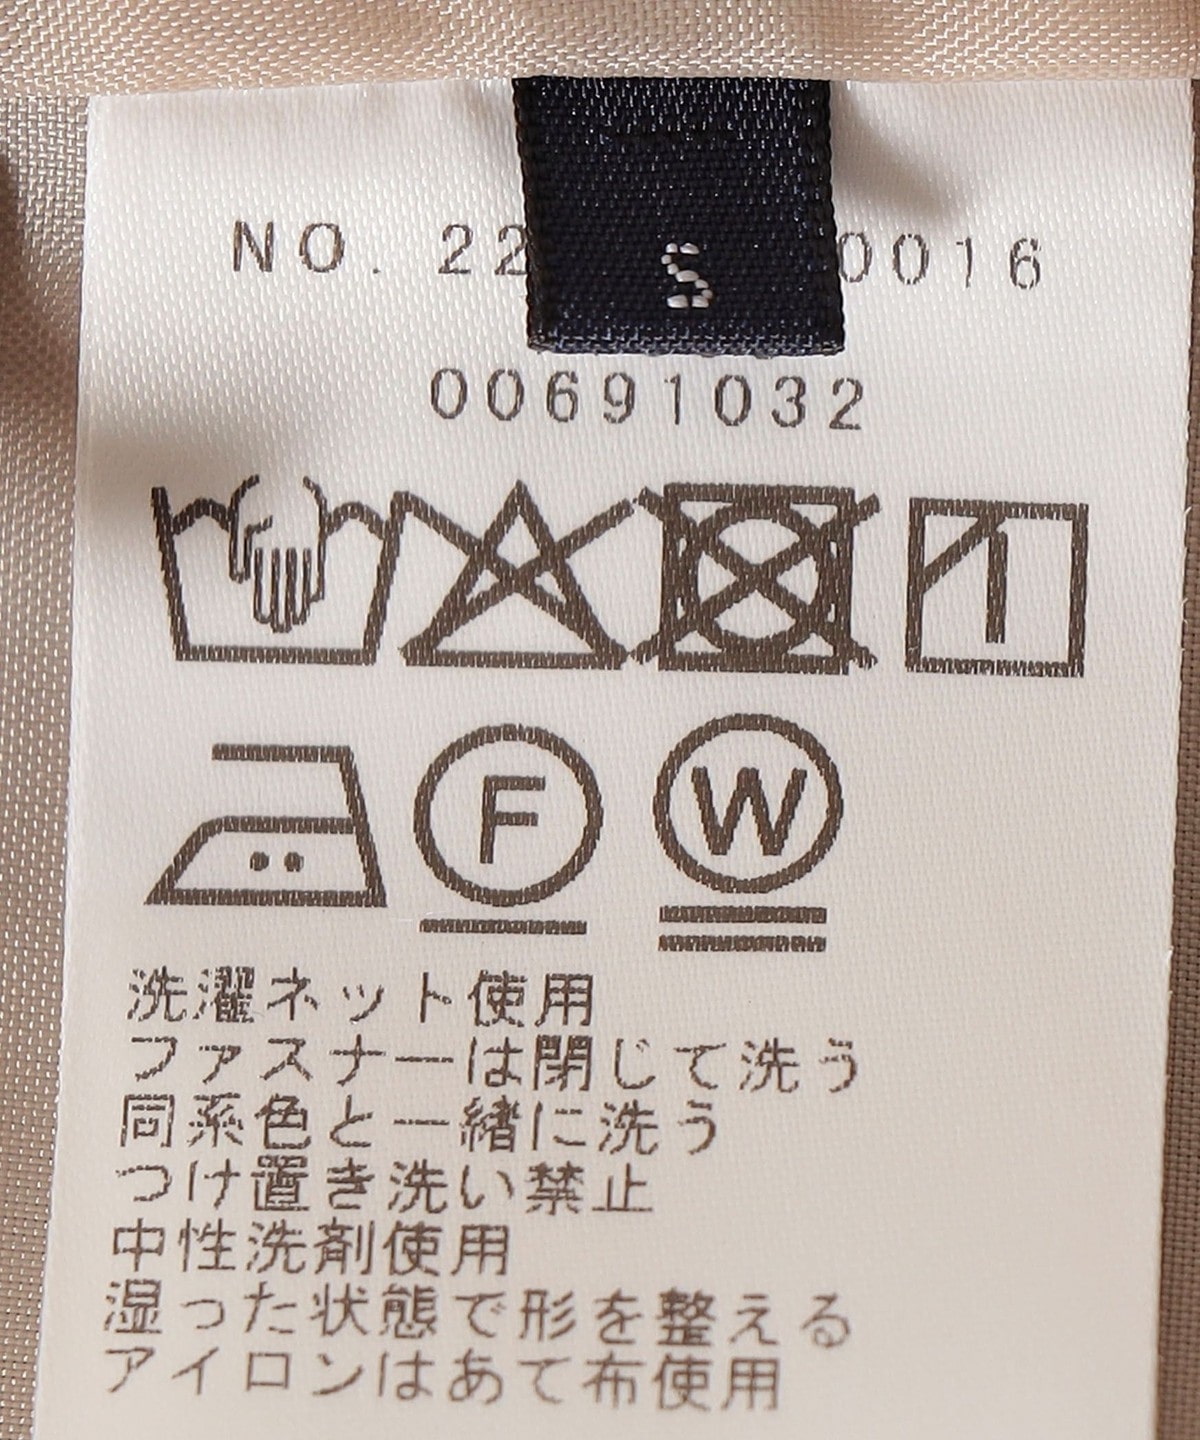 S
NO. 22 0016
00691032
F W
洗濯ネット使用
ファスナーは閉じて洗う
同系色と一緒に洗う
つけ置き洗い禁止
中性洗剤使用
湿った状態で形を整える
アイロンはあて布使用